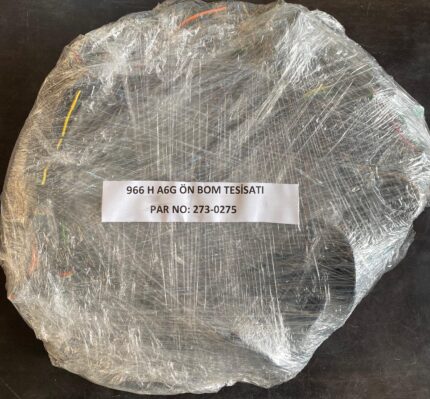 966 H A6G ÖN BOM TESİSATI
PAR NO: 273-0275